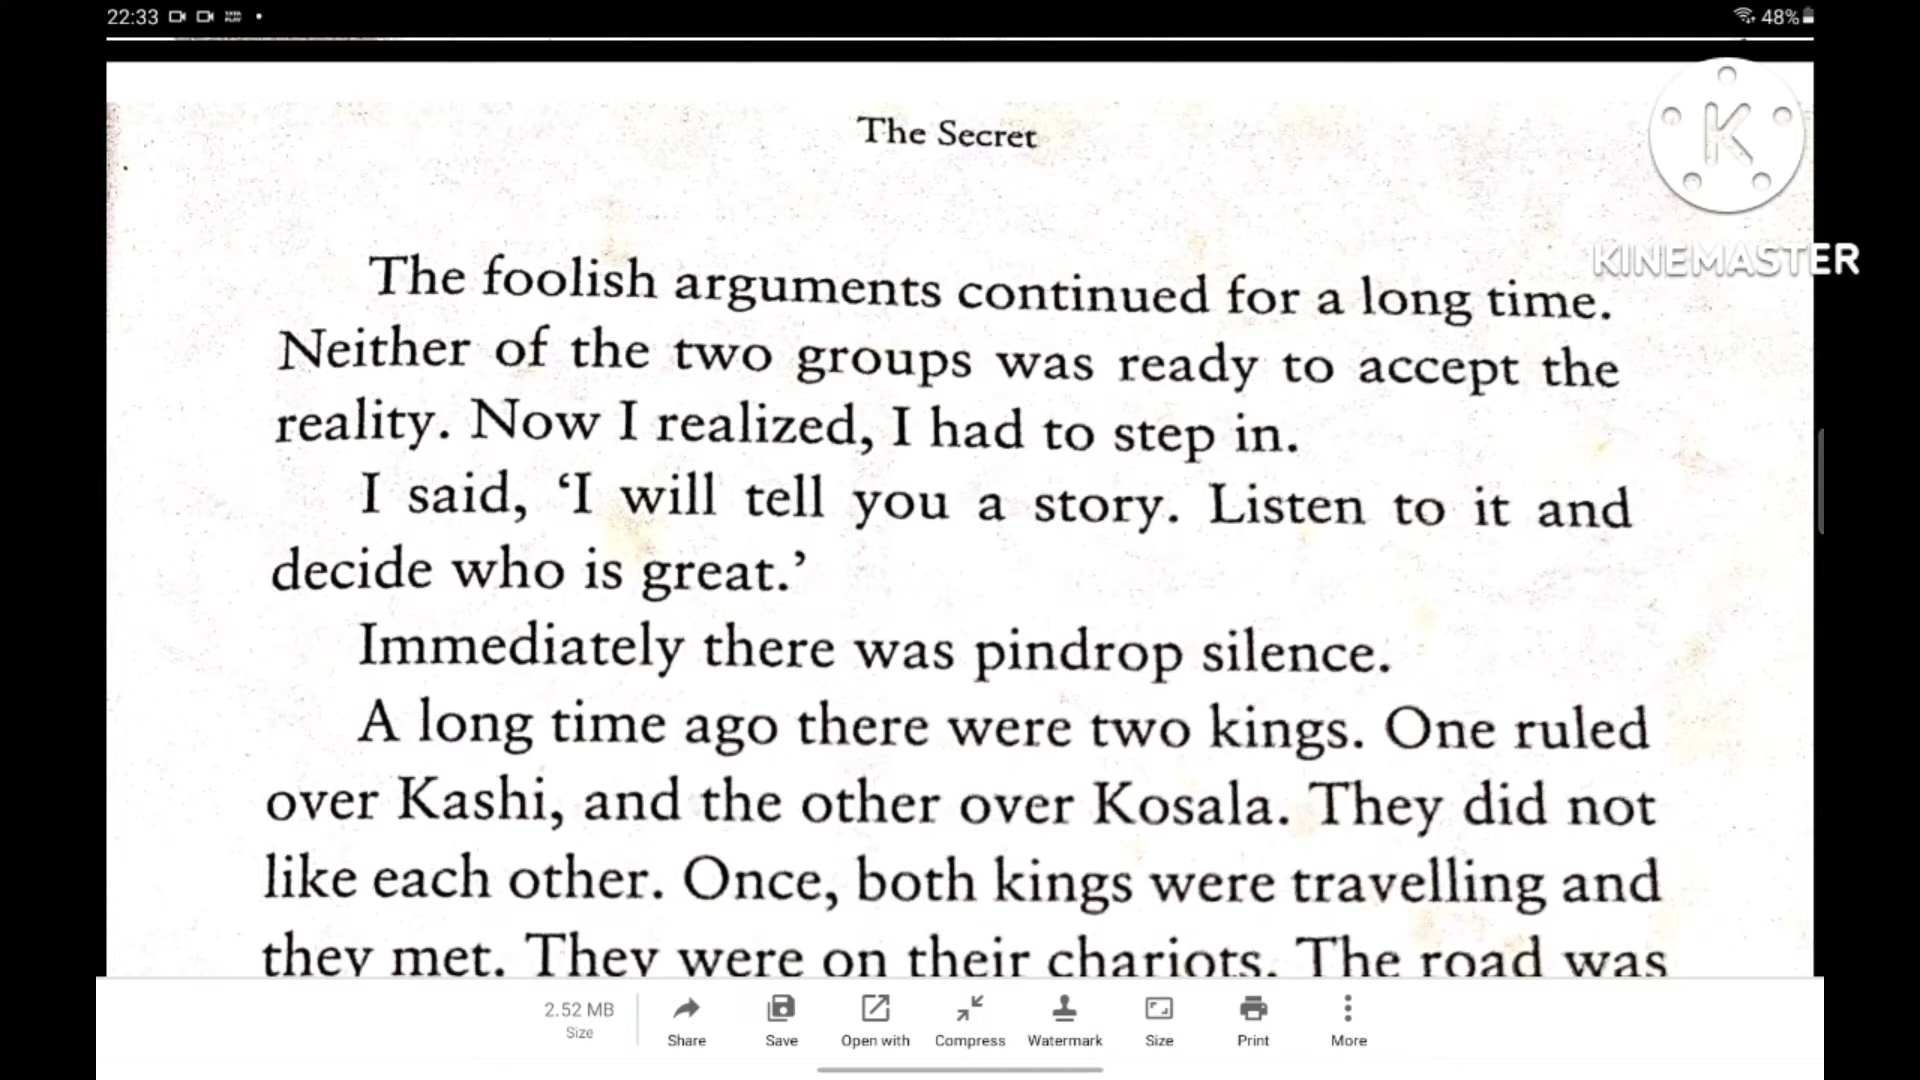 22:33
48%
The Secret
K
KINEMASTER
The foolish arguments continued for a long time.
Neither of the two groups was ready to accept the
reality. Now I realized, I had to step in.
I said, ‘I will tell you a story. Listen to it and
decide who is great.’
Immediately there was pindrop silence.
A long time ago there were two kings. One ruled
over Kashi, and the other over Kosala. They did not
like each other. Once, both kings were travelling and
they met. They were on their chariots. The road was
2.52 MB
Size
Share
Save
Open with
Compress
Watermark
Size
Print
More